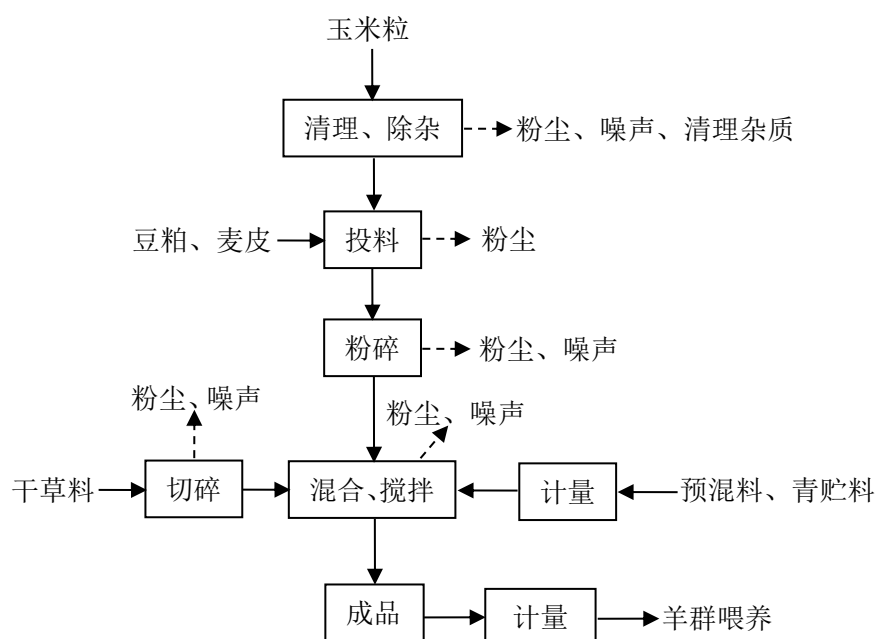 玉米粒
清理、除杂
粉尘、噪声、清理杂质
豆粕、麦皮
投料
粉尘
粉碎
粉尘、噪声
粉尘、噪声
粉尘、噪声
干草料
切碎
混合、搅拌
计量
预混料、青贮料
成品
计量
羊群喂养